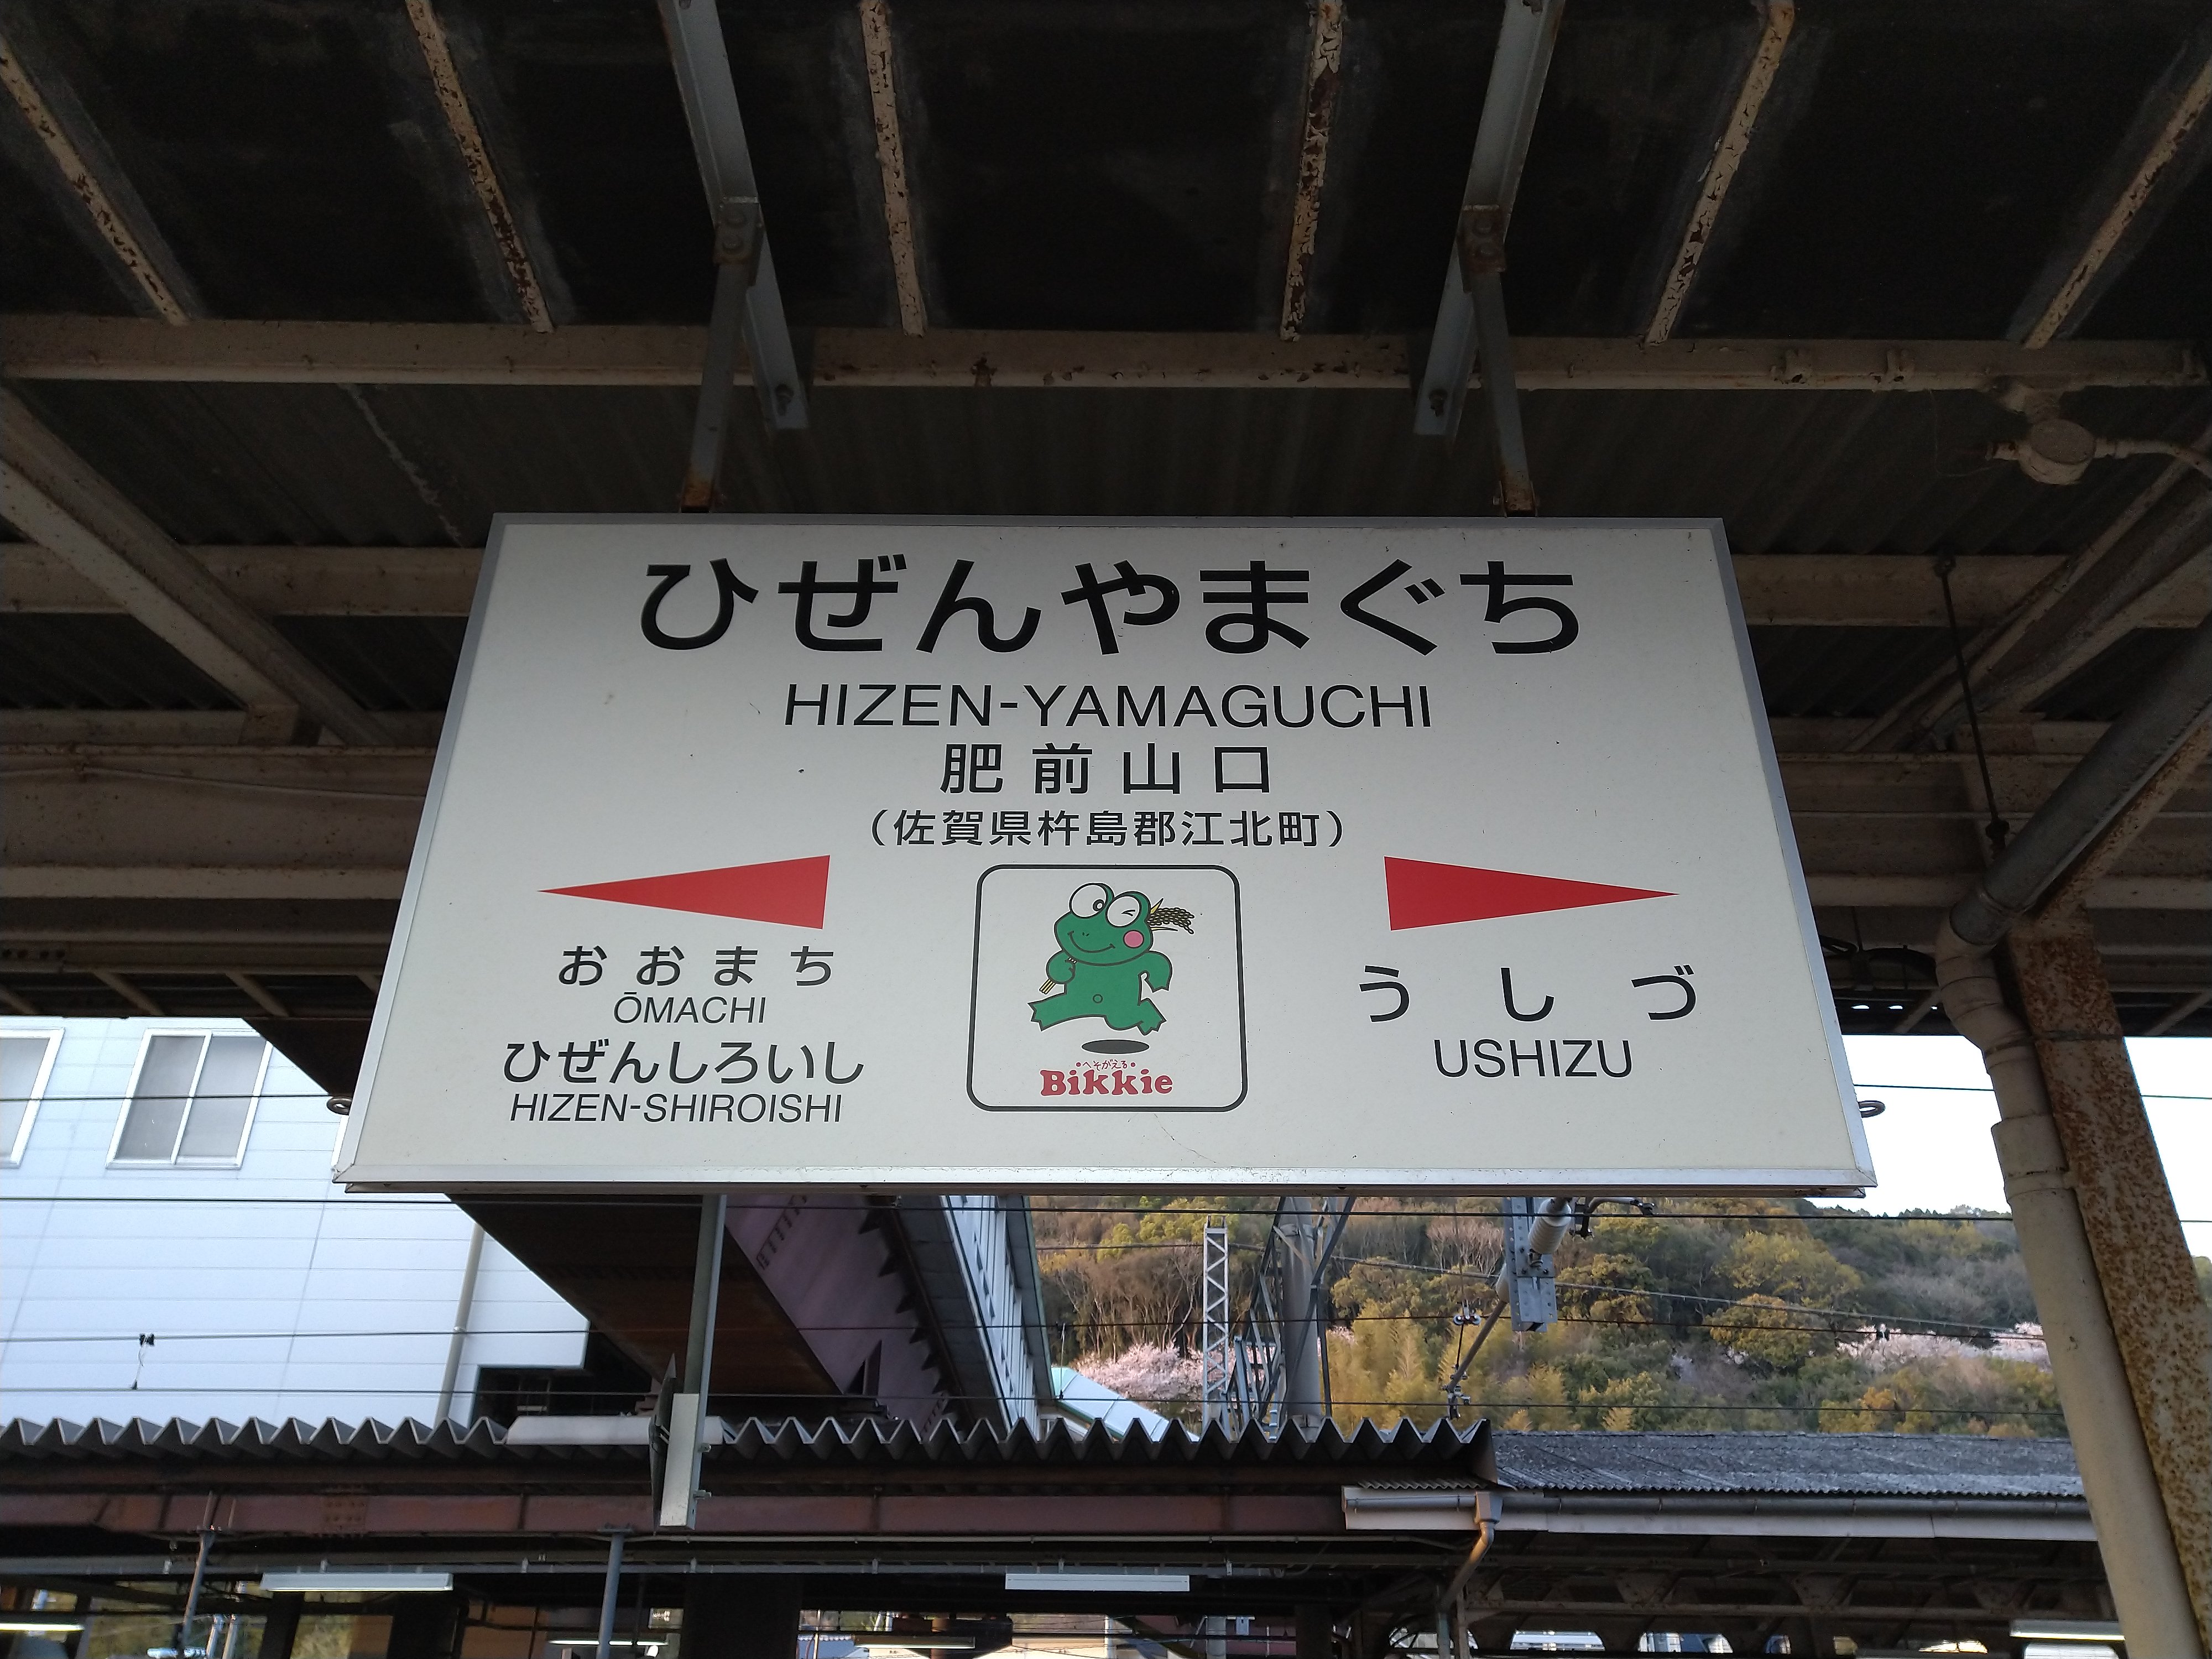 ひぜんやまぐち
HIZEN-YAMAGUCHI
肥前山口
（佐賀県杵島郡江北町）
おおまち
ŌMACHI
ひぜんしろいし
HIZEN-SHIROISHI
•へそがえる•
Bikkie
うしづ
USHIZU